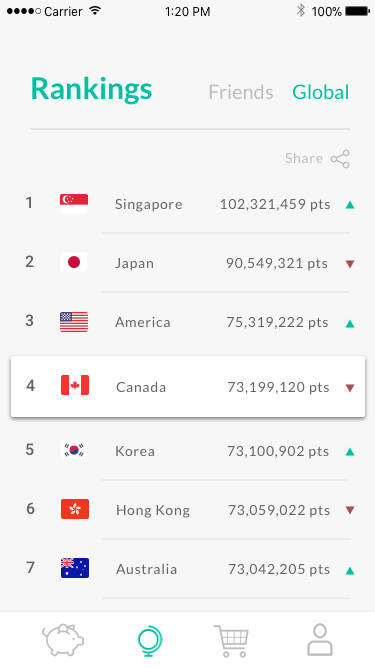 Carrier 1:20 PM 100%
Rankings Friends Global
Share
1 Singapore 102,321,459 pts
2 Japan 90,549,321 pts
3 America 75,319,222 pts
4 Canada 73,199,120 pts
5 Korea 73,100,902 pts
6 Hong Kong 73,059,022 pts
7 Australia 73,042,205 pts